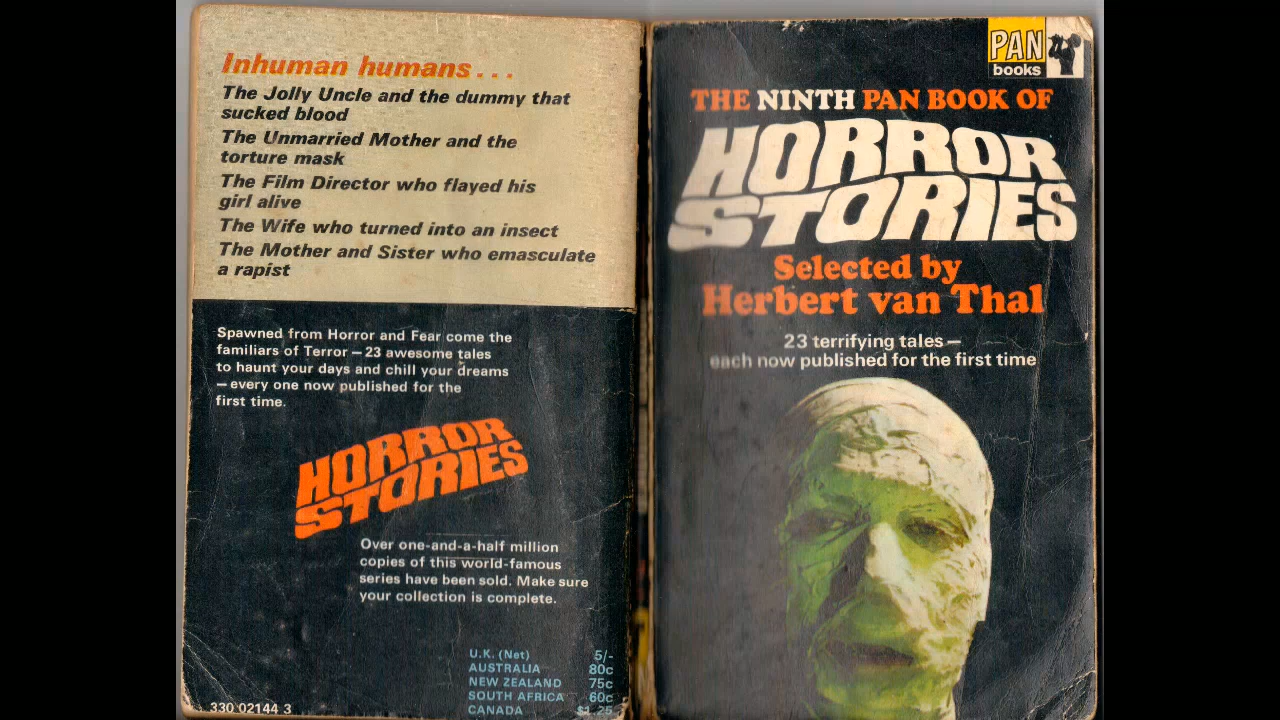 Inhuman humans...
The Jolly Uncle and the dummy that
sucked blood
The Unmarried Mother and the
torture mask
The Film Director who flayed his
girl alive
The Wife who turned into an insect
The Mother and Sister who emasculate
a rapist
Spawned from Horror and Fear come the
familiars of Terror — 23 awesome tales
to haunt your days and chill your dreams
— every one now published for the
first time.
HORROR
STORIES
Over one-and-a-half million
copies of this world-famous
series have been sold. Make sure
your collection is complete.
U.K. (Net) 5/-
AUSTRALIA 80c
NEW ZEALAND 75c
SOUTH AFRICA 60c
CANADA $1.25
330 02144 3
PAN
books
THE NINTH PAN BOOK OF
HORROR
STORIES
Selected by
Herbert van Thal
23 terrifying tales—
each now published for the first time